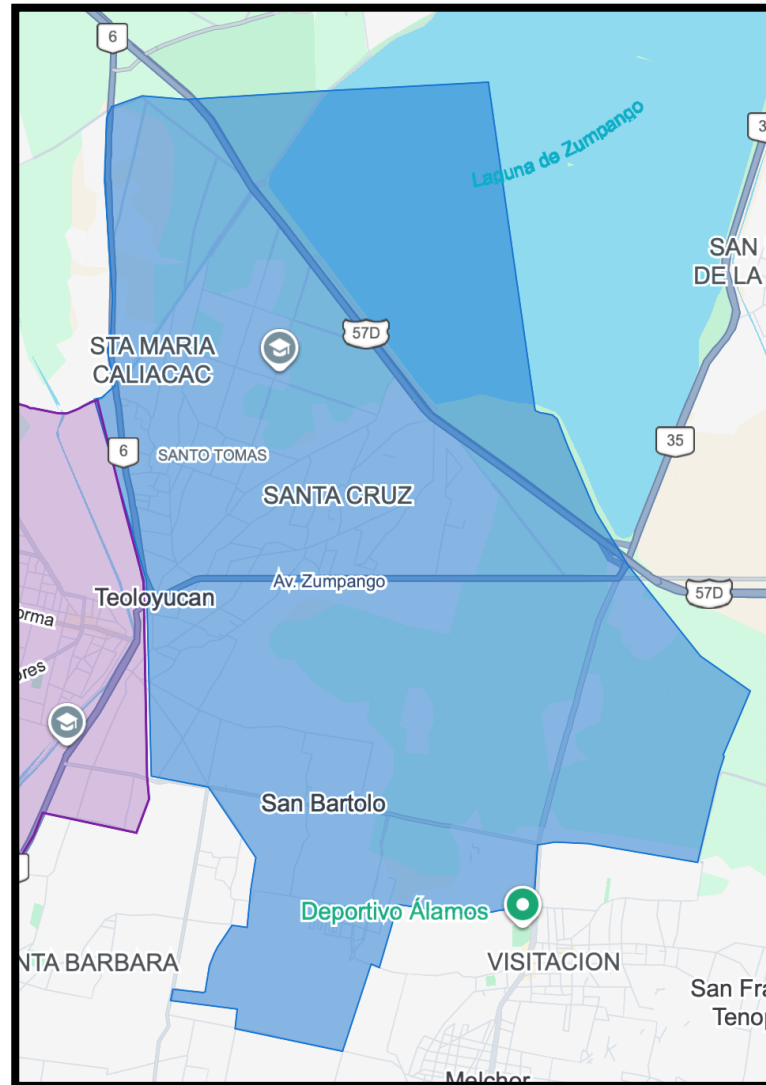 6
Laguna de Zumpango
SAN
DE LA
57D
STA MARIA
CALIACAC
35
6
SANTO TOMAS
SANTA CRUZ
Av. Zumpango
57D
Teoloyucan
San Bartolo
Deportivo Álamos
NTA BARBARA
VISITACION
San Fra
Tenop
Melchor